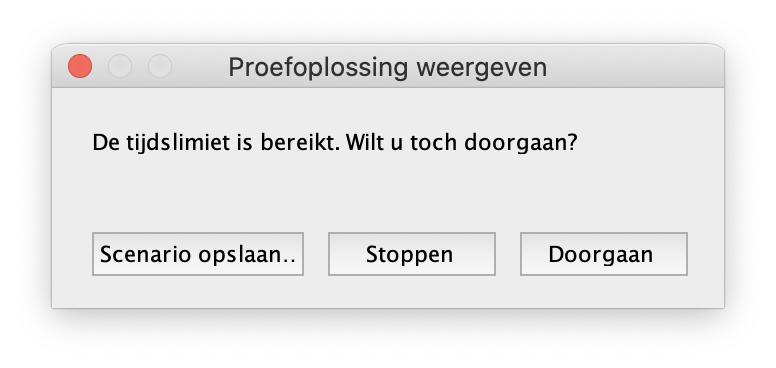 Proefoplossing weergeven
De tijdslimiet is bereikt. Wilt u toch doorgaan?
Scenario opslaan..
Stoppen
Doorgaan